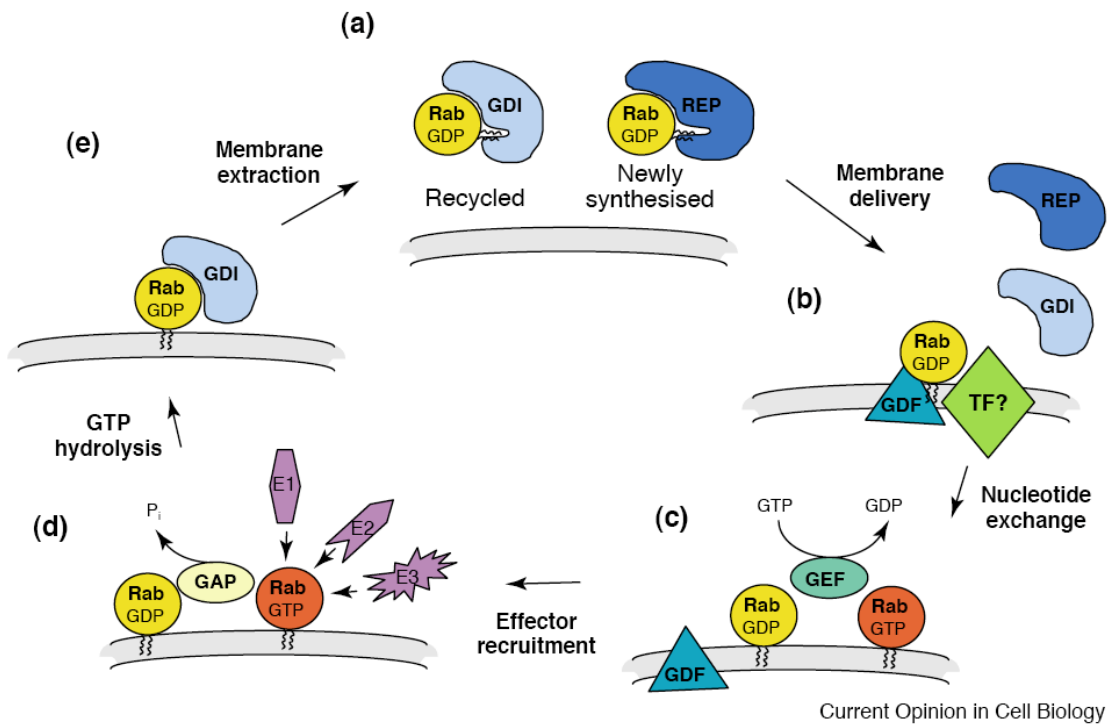 (a)
Rab
GDP
GDI
Recycled
Rab
GDP
REP
Newly
synthesised
Membrane
delivery
REP
GDI
(b)
Rab
GDP
GDF
TF?
Nucleotide
exchange
(c)
GTP
GDP
GEF
Rab
GDP
Rab
GTP
GDF
Effector
recruitment
(d)
E1
E2
E3
Pi
GAP
Rab
GDP
Rab
GTP
GTP
hydrolysis
(e)
Rab
GDP
GDI
Membrane
extraction
Current Opinion in Cell Biology